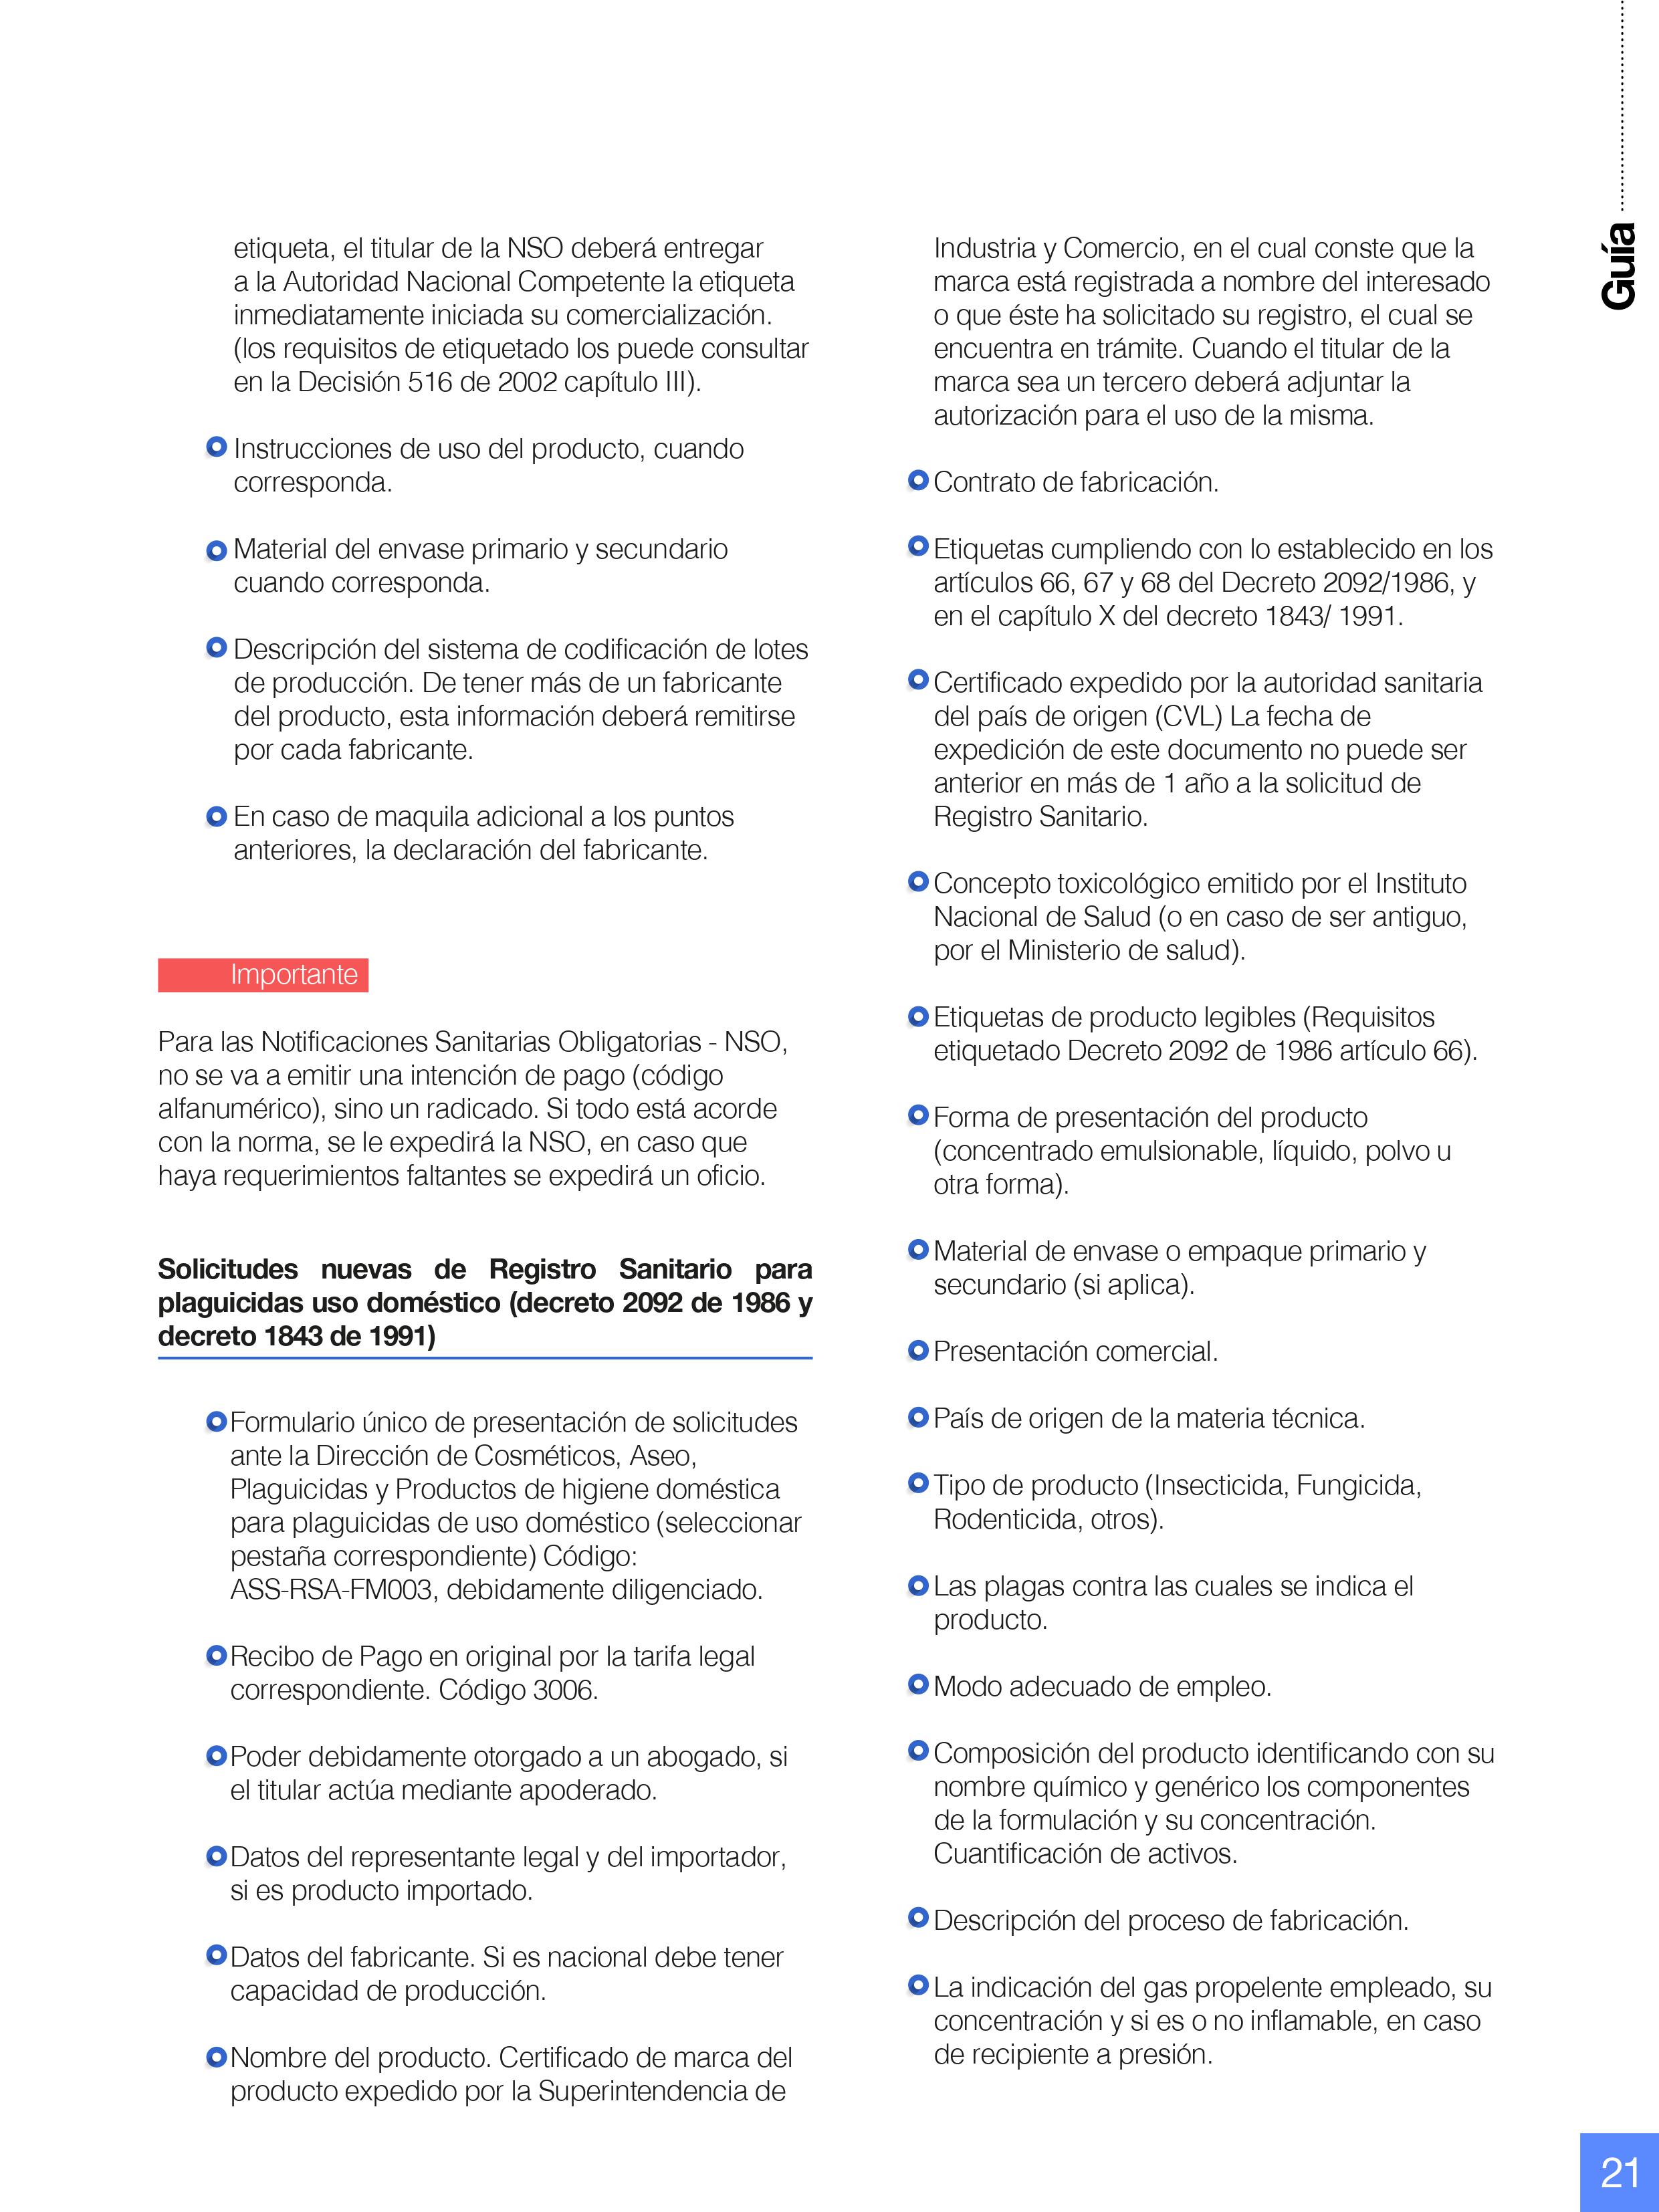 Guía
etiqueta, el titular de la NSO deberá entregar
a la Autoridad Nacional Competente la etiqueta
inmediatamente iniciada su comercialización.
(los requisitos de etiquetado los puede consultar
en la Decisión 516 de 2002 capítulo III).
Instrucciones de uso del producto, cuando
corresponda.
Material del envase primario y secundario
cuando corresponda.
Descripción del sistema de codificación de lotes
de producción. De tener más de un fabricante
del producto, esta información deberá remitirse
por cada fabricante.
En caso de maquila adicional a los puntos
anteriores, la declaración del fabricante.
Importante
Para las Notificaciones Sanitarias Obligatorias - NSO,
no se va a emitir una intención de pago (código
alfanumérico), sino un radicado. Si todo está acorde
con la norma, se le expedirá la NSO, en caso que
haya requerimientos faltantes se expedirá un oficio.
Solicitudes nuevas de Registro Sanitario para
plaguicidas uso doméstico (decreto 2092 de 1986 y
decreto 1843 de 1991)
Formulario único de presentación de solicitudes
ante la Dirección de Cosméticos, Aseo,
Plaguicidas y Productos de higiene doméstica
para plaguicidas de uso doméstico (seleccionar
pestaña correspondiente) Código:
ASS-RSA-FM003, debidamente diligenciado.
Recibo de Pago en original por la tarifa legal
correspondiente. Código 3006.
Poder debidamente otorgado a un abogado, si
el titular actúa mediante apoderado.
Datos del representante legal y del importador,
si es producto importado.
Datos del fabricante. Si es nacional debe tener
capacidad de producción.
Nombre del producto. Certificado de marca del
producto expedido por la Superintendencia de
Industria y Comercio, en el cual conste que la
marca está registrada a nombre del interesado
o que éste ha solicitado su registro, el cual se
encuentra en trámite. Cuando el titular de la
marca sea un tercero deberá adjuntar la
autorización para el uso de la misma.
Contrato de fabricación.
Etiquetas cumpliendo con lo establecido en los
artículos 66, 67 y 68 del Decreto 2092/1986, y
en el capítulo X del decreto 1843/ 1991.
Certificado expedido por la autoridad sanitaria
del país de origen (CVL) La fecha de
expedición de este documento no puede ser
anterior en más de 1 año a la solicitud de
Registro Sanitario.
Concepto toxicológico emitido por el Instituto
Nacional de Salud (o en caso de ser antiguo,
por el Ministerio de salud).
Etiquetas de producto legibles (Requisitos
etiquetado Decreto 2092 de 1986 artículo 66).
Forma de presentación del producto
(concentrado emulsionable, líquido, polvo u
otra forma).
Material de envase o empaque primario y
secundario (si aplica).
Presentación comercial.
País de origen de la materia técnica.
Tipo de producto (Insecticida, Fungicida,
Rodenticida, otros).
Las plagas contra las cuales se indica el
producto.
Modo adecuado de empleo.
Composición del producto identificando con su
nombre químico y genérico los componentes
de la formulación y su concentración.
Cuantificación de activos.
Descripción del proceso de fabricación.
La indicación del gas propelente empleado, su
concentración y si es o no inflamable, en caso
de recipiente a presión.
21